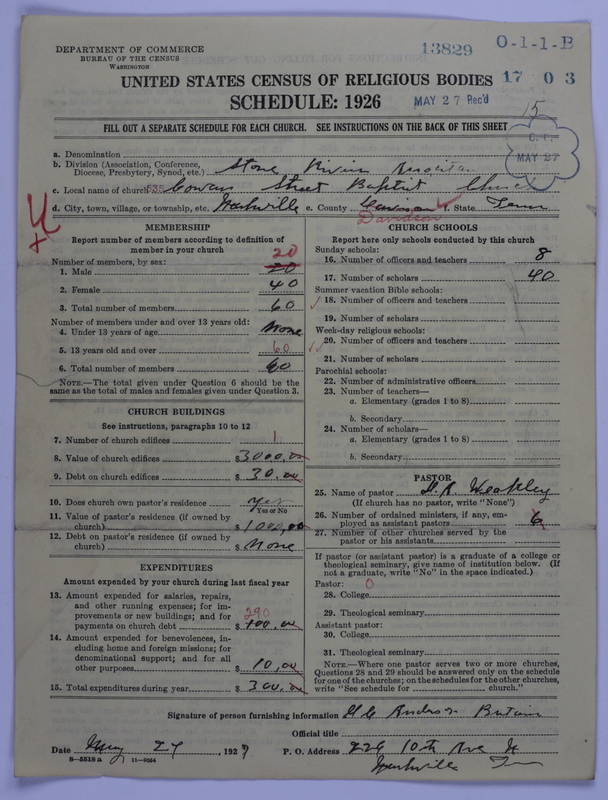 DEPARTMENT OF COMMERCE
BUREAU OF THE CENSUS
WASHINGTON
13829 O-1-1-B
UNITED STATES CENSUS OF RELIGIOUS BODIES 17 0 3
SCHEDULE: 1926 MAY 27 Rec'd
15
FILL OUT A SEPARATE SCHEDULE FOR EACH CHURCH. SEE INSTRUCTIONS ON THE BACK OF THIS SHEET
C. I.
MAY 27
a. Denomination
b. Division (Association, Conference, Diocese, Presbytery, Synod, etc.) Stone River
c. Local name of church 535 Cowan Street Baptist Church
d. City, town, village, or township, etc. Nashville e. County Davidson f. State Tenn
Davidson
MEMBERSHIP
Report number of members according to definition of member in your church
Number of members, by sex: 20
1. Male 20
2. Female 40
3. Total number of members 60
Number of members under and over 13 years old:
4. Under 13 years of age None
5. 13 years old and over 60
6. Total number of members 60
NOTE.—The total given under Question 6 should be the same as the total of males and females given under Question 3.
CHURCH BUILDINGS
See instructions, paragraphs 10 to 12
7. Number of church edifices 1
8. Value of church edifices $3000.00
9. Debt on church edifices $30.00
10. Does church own pastor's residence yes
Yes or No
11. Value of pastor's residence (if owned by church) $1000,00
12. Debt on pastor's residence (if owned by church) $None
EXPENDITURES
Amount expended by your church during last fiscal year
13. Amount expended for salaries, repairs, and other running expenses; for improvements or new buildings; and for payments on church debt 290 $
14. Amount expended for benevolences, including home and foreign missions; for denominational support; and for all other purposes $10,00
15. Total expenditures during year $300.00
CHURCH SCHOOLS
Report here only schools conducted by this church
Sunday schools:
16. Number of officers and teachers 8
17. Number of scholars 40
Summer vacation Bible schools:
18. Number of officers and teachers
19. Number of scholars
Week-day religious schools:
20. Number of officers and teachers
21. Number of scholars
Parochial schools:
22. Number of administrative officers
23. Number of teachers—
a. Elementary (grades 1 to 8)
b. Secondary
24. Number of scholars—
a. Elementary (grades 1 to 8)
b. Secondary
PASTOR
25. Name of pastor Weakley
(If church has no pastor, write "None")
26. Number of ordained ministers, if any, employed as assistant pastors 6
27. Number of other churches served by the pastor or his assistants
If pastor (or assistant pastor) is a graduate of a college or theological seminary, give name of institution below. (If not a graduate, write "No" in the space indicated.)
Pastor: 0
28. College
29. Theological seminary
Assistant pastor:
30. College
31. Theological seminary
NOTE.—Where one pastor serves two or more churches, Questions 28 and 29 should be answered only on the schedule for one of the churches; on the schedules for the other churches, write "See schedule for church."
Signature of person furnishing information
Official title
Date May 27, 1927 P. O. Address 229 10th Ave N
8—5518a 11—9054 Nashville Tenn